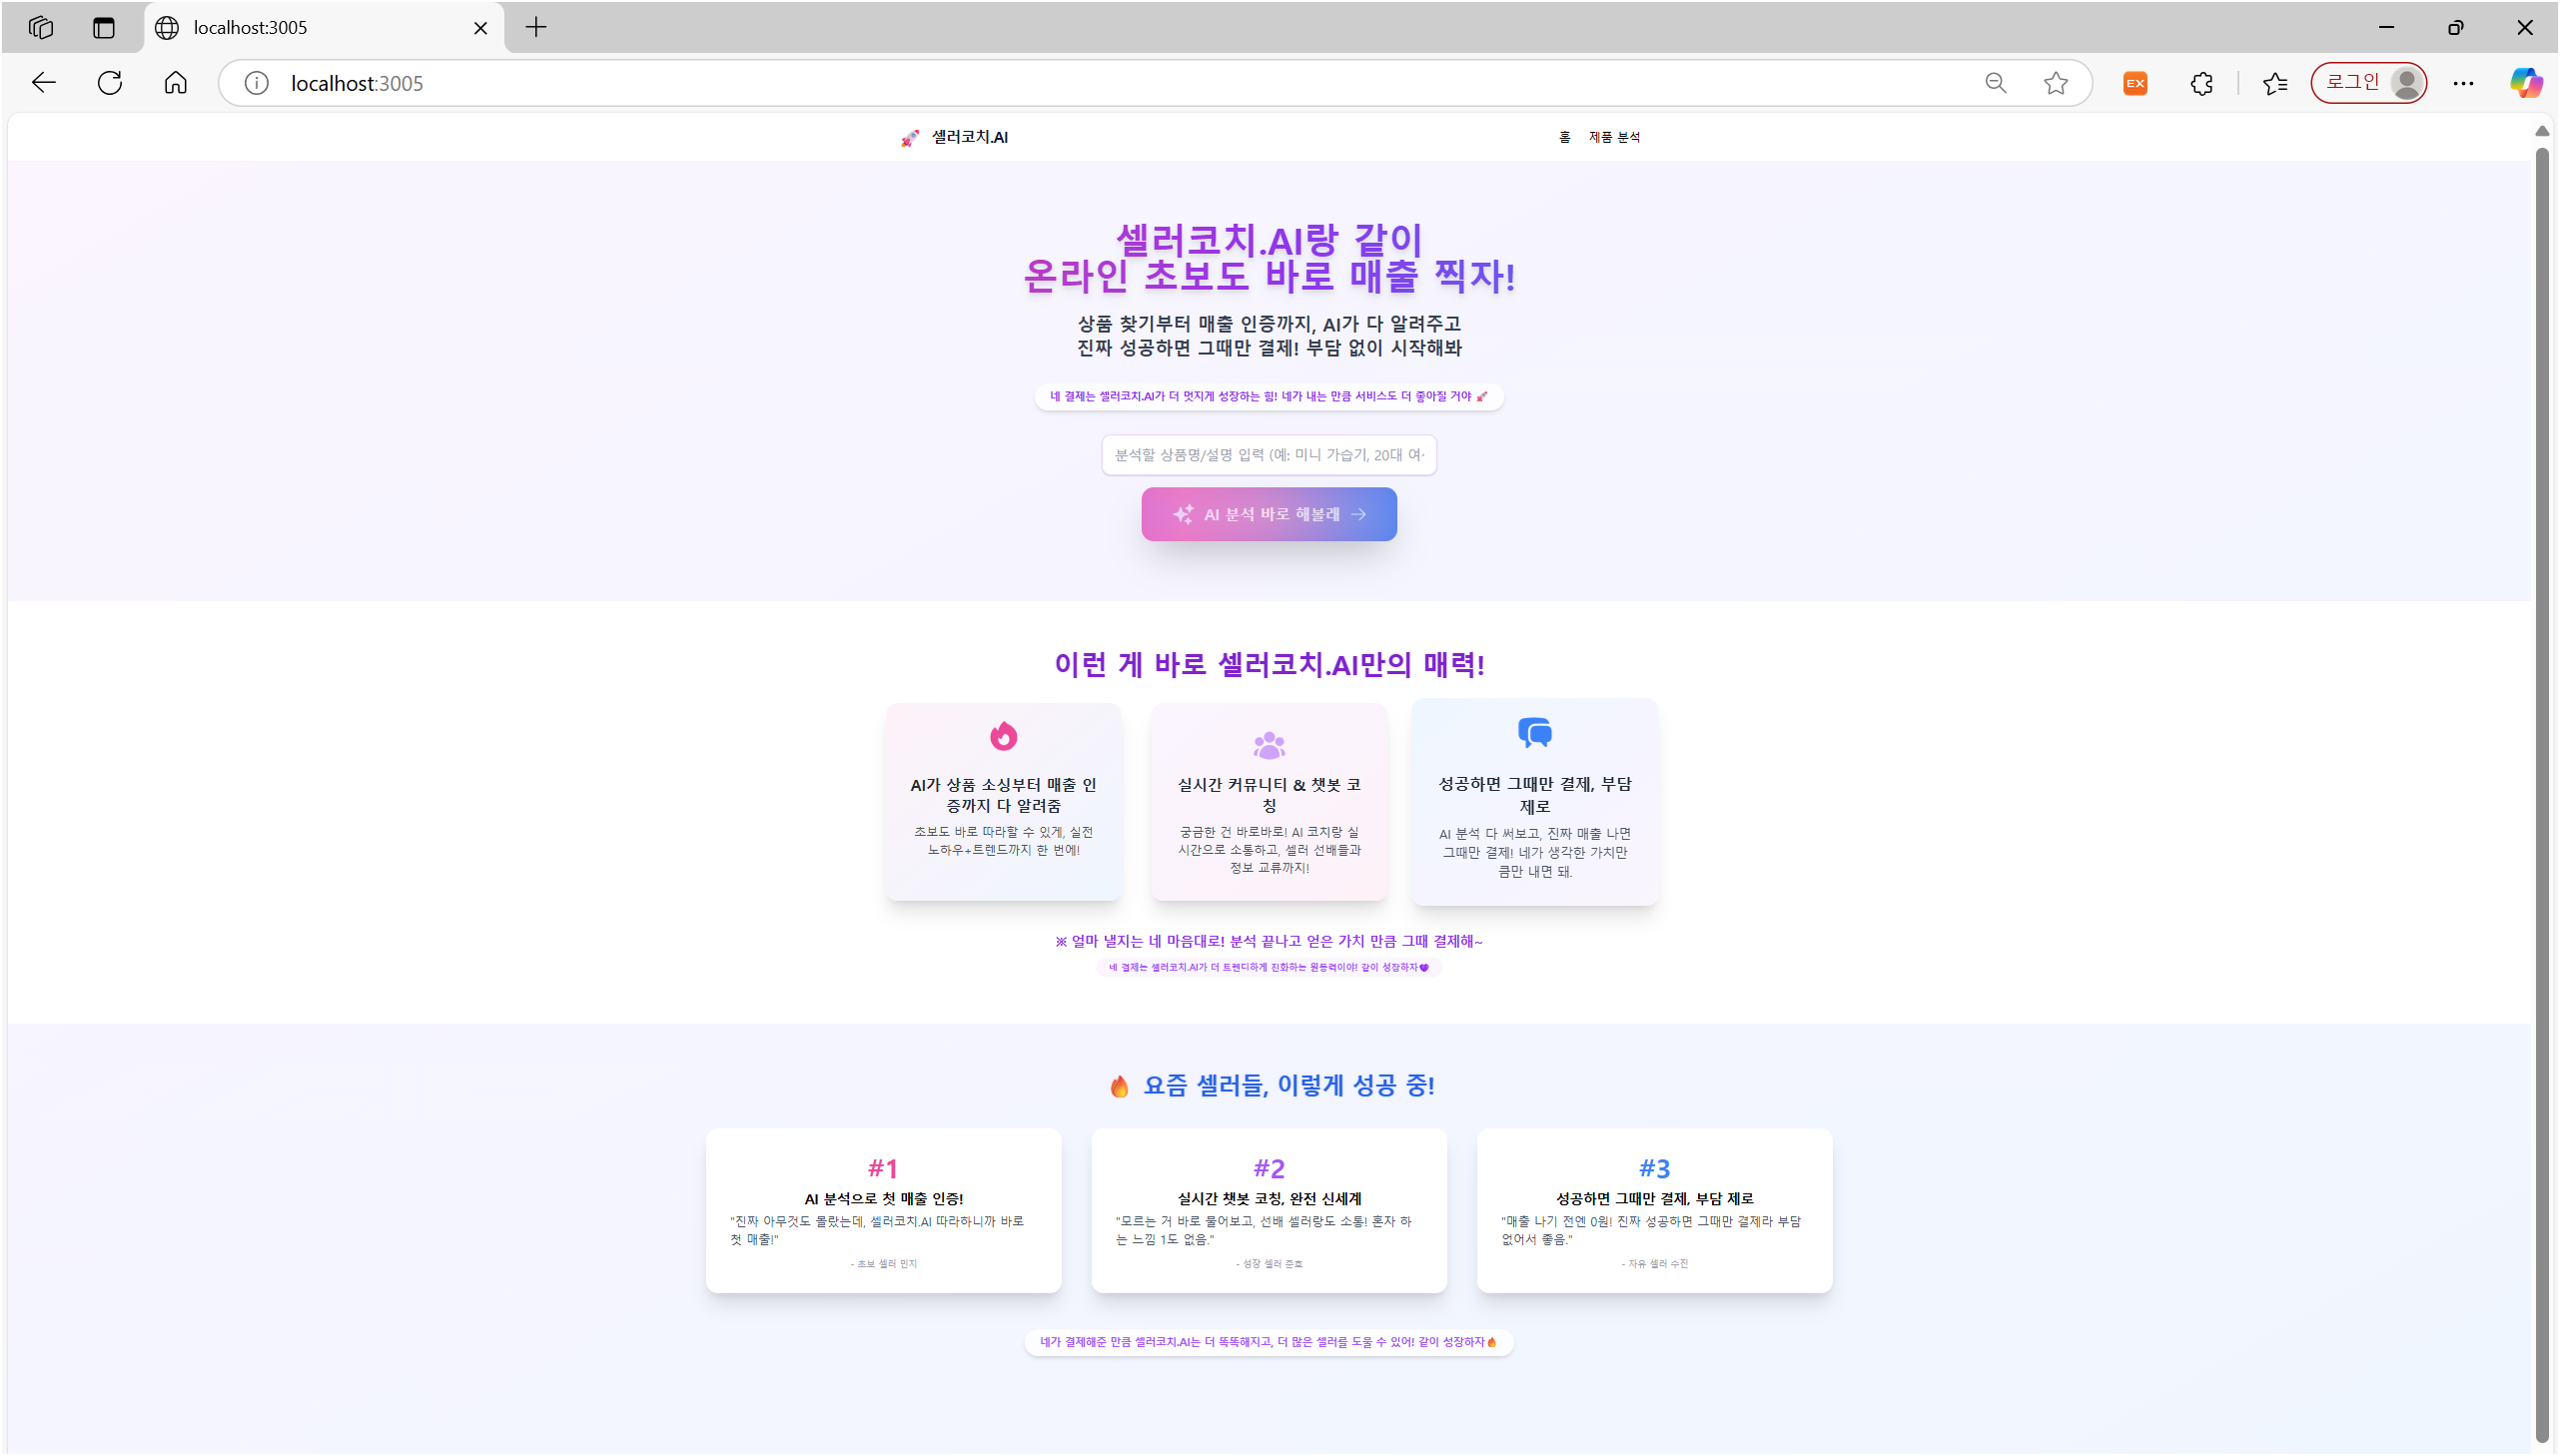 localhost:3005
localhost:3005
EX
로그인
🚀 셀러코치.AI
홈 제품 분석
셀러코치.AI랑 같이
온라인 초보도 바로 매출 찍자!
상품 찾기부터 매출 인증까지, AI가 다 알려주고
진짜 성공하면 그때만 결제! 부담 없이 시작해봐
네 결제는 셀러코치.AI가 더 멋지게 성장하는 힘! 네가 내는 만큼 서비스도 더 좋아질 거야 🚀
분석할 상품명/설명 입력 (예: 미니 가습기, 20대 여
AI 분석 바로 해볼래 →
이런 게 바로 셀러코치.AI만의 매력!
AI가 상품 소싱부터 매출 인
증까지 다 알려줌
초보도 바로 따라할 수 있게, 실전
노하우+트렌드까지 한 번에!
실시간 커뮤니티 & 챗봇 코
칭
궁금한 건 바로바로! AI 코치랑 실
시간으로 소통하고, 셀러 선배들과
정보 교류까지!
성공하면 그때만 결제, 부담
제로
AI 분석 다 써보고, 진짜 매출 나면
그때만 결제! 네가 생각한 가치만
큼만 내면 돼.
※ 얼마 낼지는 네 마음대로! 분석 끝나고 얻은 가치 만큼 그때 결제해~
네 결제는 셀러코치.AI가 더 트렌디하게 진화하는 원동력이야! 같이 성장하자💜
🔥 요즘 셀러들, 이렇게 성공 중!
#1
AI 분석으로 첫 매출 인증!
"진짜 아무것도 몰랐는데, 셀러코치.AI 따라하니까 바로
첫 매출!"
- 초보 셀러 민지
#2
실시간 챗봇 코칭, 완전 신세계
"모르는 거 바로 물어보고, 선배 셀러랑도 소통! 혼자 하
는 느낌 1도 없음."
- 성장 셀러 준호
#3
성공하면 그때만 결제, 부담 제로
"매출 나기 전엔 0원! 진짜 성공하면 그때만 결제라 부담
없어서 좋음."
- 자유 셀러 수진
네가 결제해준 만큼 셀러코치.AI는 더 똑똑해지고, 더 많은 셀러를 도울 수 있어! 같이 성장하자🔥